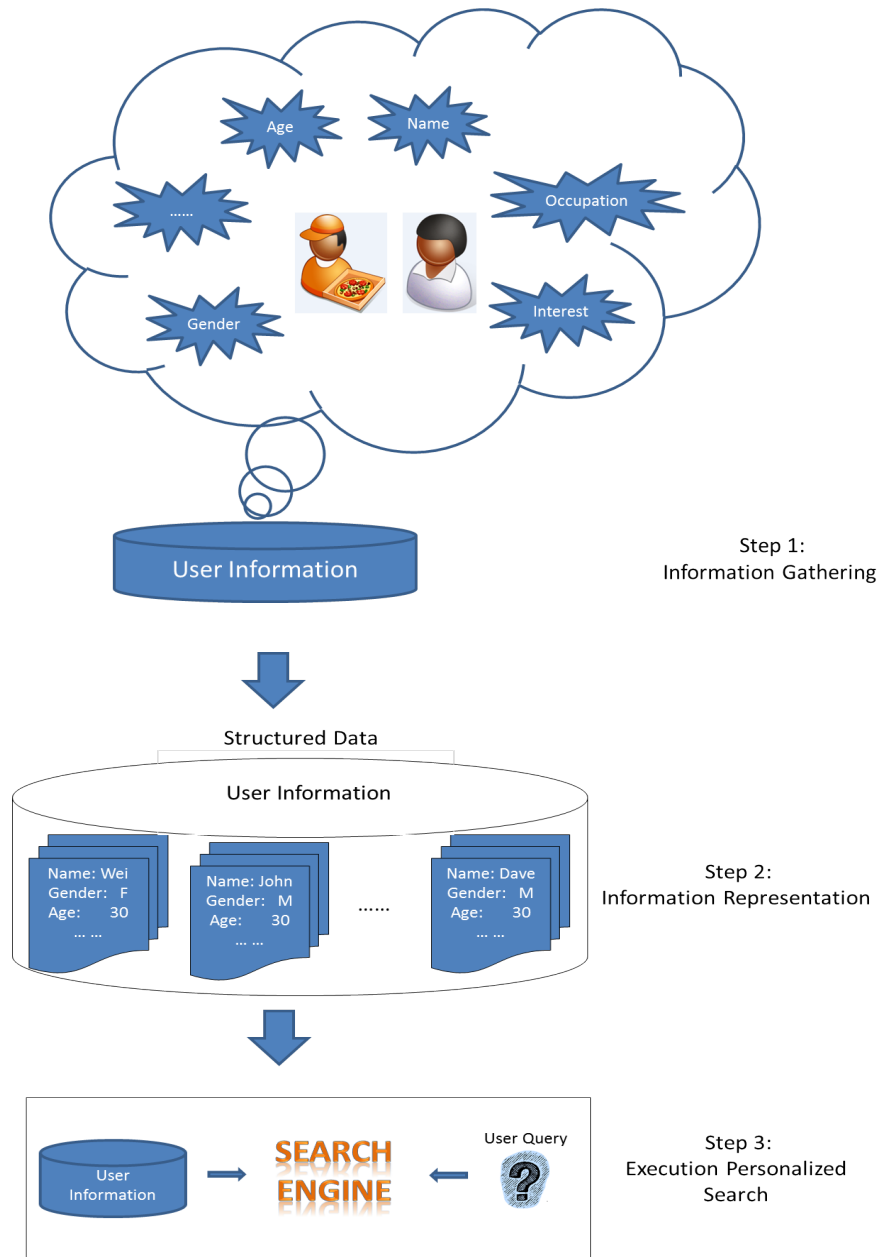 Age
Name
……
Occupation
Gender
Interest
User Information
Step 1:
Information Gathering
Structured Data
User Information
Name: Wei
Gender: F
Age: 30
… …
Name: John
Gender: M
Age: 30
… …
……
Name: Dave
Gender: M
Age: 30
… …
Step 2:
Information Representation
User
Information
SEARCH
ENGINE
User Query
?
Step 3:
Execution Personalized
Search